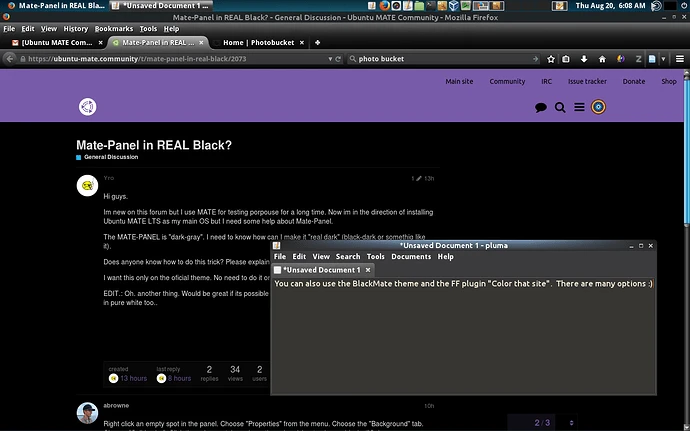 Mate-Panel in REAL Bla...
*Unsaved Document 1 ...
Thu Aug 20, 6:08 AM
Mate-Panel in REAL Black? - General Discussion - Ubuntu MATE Community - Mozilla Firefox
File Edit View History Bookmarks Tools Help
[Ubuntu MATE Com...
Mate-Panel in REAL Black...
Home | Photobucket
https://ubuntu-mate.community/t/mate-panel-in-real-black/2073
photo bucket
Main site Community IRC Issue tracker Donate Shop
Mate-Panel in REAL Black?
General Discussion
Yro
1 13h
Hi guys.
Im new on this forum but I use MATE for testing porpouse for a long time. Now im in the direction of installing
Ubuntu MATE LTS as my main OS but I need some help about Mate-Panel.
The MATE-PANEL is "dark-gray". I need to know how can I make it "real dark" (black-dark or somethig like
it).
Does anyone know how to do this trick? Please explain
I want this only on the oficial theme. No need to do it on
EDIT.: Oh. another thing. Would be great if its possible
in pure white too..
*Unsaved Document 1 - pluma
File Edit View Search Tools Documents Help
*Unsaved Document 1
You can also use the BlackMate theme and the FF plugin "Color that site". There are many options :)
created
13 hours
last reply
8 hours
2
replies
34
views
2
users
abrowne
10h
Right click an empty spot in the panel. Choose "Properties" from the menu. Choose the "Background" tab.
2 / 3